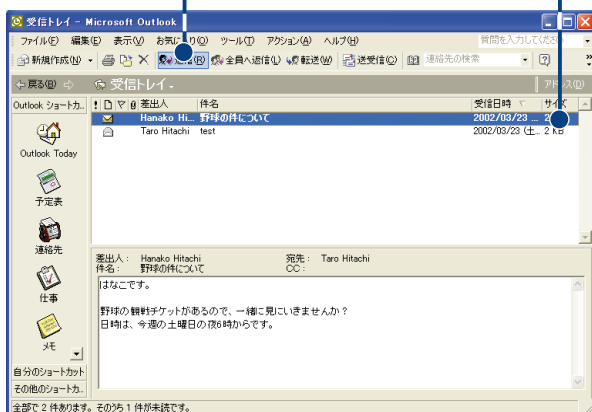 受信トレイ - Microsoft Outlook
ファイル(F) 編集(E) 表示(V) お気に入り(O) ツール(T) アクション(A) ヘルプ(H) 質問を入力してください
新規作成(N) 返信(R) 全員へ返信(L) 転送(W) 送受信(C) 連絡先の検索
戻る(B) 受信トレイ. アドレス(D)
Outlook ショートカ.. 差出人 件名 受信日時 サイズ
Hanako Hi... 野球の件について 2002/03/23 ...
Taro Hitachi test 2002/03/23 (土... 2 KB
Outlook Today
予定表
連絡先
仕事
メモ
自分のショートカット
その他のショートカ..
差出人: Hanako Hitachi 宛先: Taro Hitachi
件名: 野球の件について CC:
はなこです。
野球の観戦チケットがあるので、一緒に見にいきませんか?
日時は、今週の土曜日の夜6時からです。
全部で 2 件あります。そのうち 1 件が未読です。